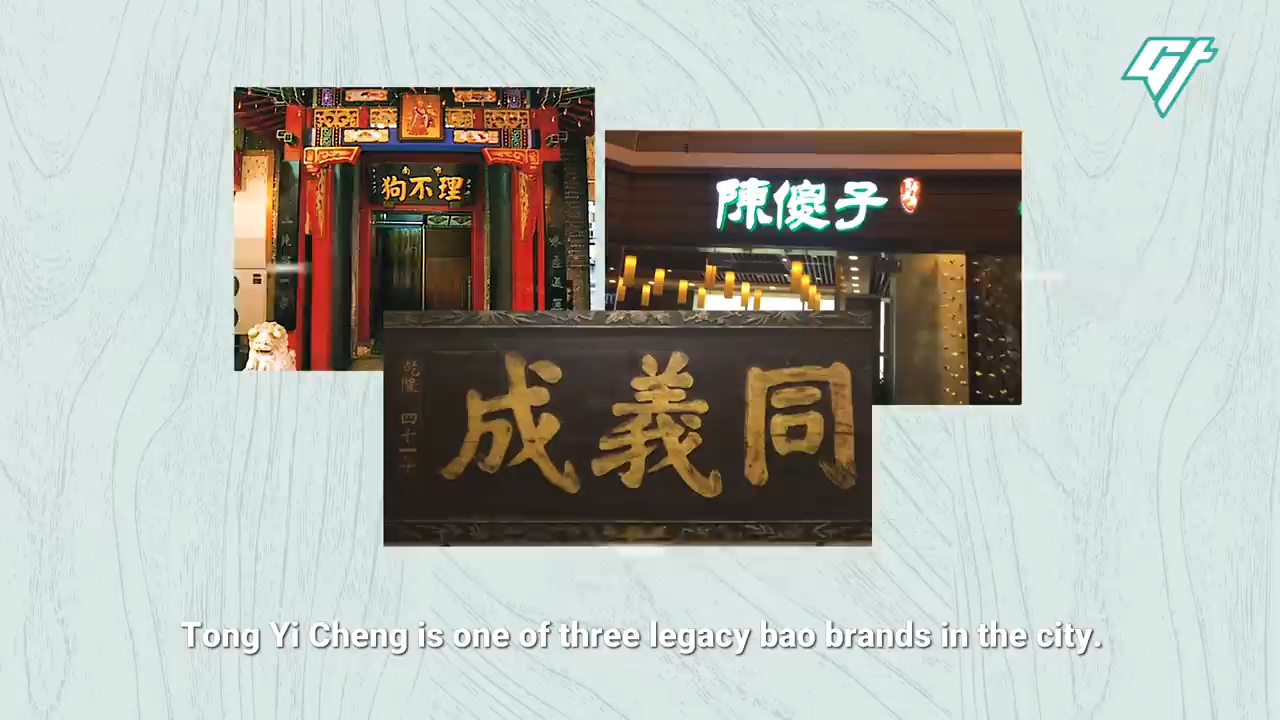 狗不理
陳傻子
同義成
乾隆四十一年
Tong Yi Cheng is one of three legacy bao brands in the city.